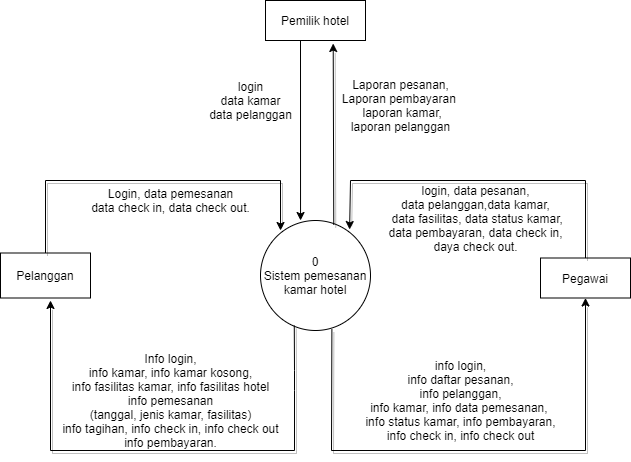 Pemilik hotel
login
data kamar
data pelanggan
Laporan pesanan,
Laporan pembayaran
laporan kamar,
laporan pelanggan
Login, data pemesanan
data check in, data check out.
login, data pesanan,
data pelanggan,data kamar,
data fasilitas, data status kamar,
data pembayaran, data check in,
daya check out.
Pelanggan
0
Sistem pemesanan
kamar hotel
Pegawai
Info login,
info kamar, info kamar kosong,
info fasilitas kamar, info fasilitas hotel
info pemesanan
(tanggal, jenis kamar, fasilitas)
info tagihan, info check in, info check out
info pembayaran.
info login,
info daftar pesanan,
info pelanggan,
info kamar, info data pemesanan,
info status kamar, info pembayaran,
info check in, info check out